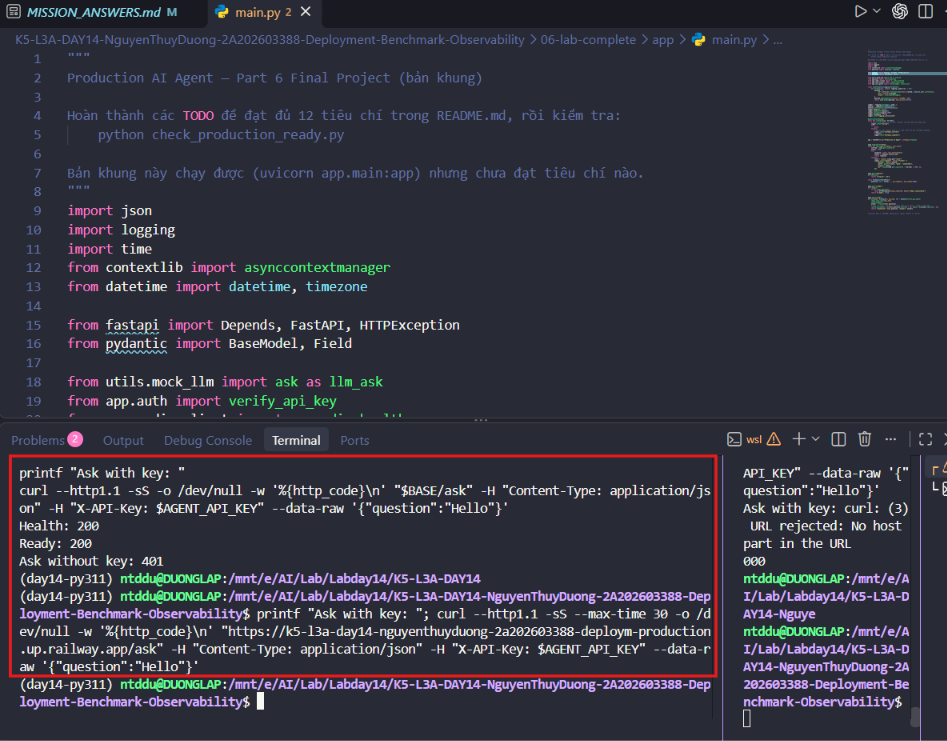 MISSION_ANSWERS.md M
main.py 2
K5-L3A-DAY14-NguyenThuyDuong-2A202603388-Deployment-Benchmark-Observability > 06-lab-complete > app > main.py > ...
1 """
2 Production AI Agent — Part 6 Final Project (bản khung)
3
4 Hoàn thành các TODO để đạt đủ 12 tiêu chí trong README.md, rồi kiểm tra:
5 python check_production_ready.py
6
7 Bản khung này chạy được (uvicorn app.main:app) nhưng chưa đạt tiêu chí nào.
8 """
9 import json
10 import logging
11 import time
12 from contextlib import asynccontextmanager
13 from datetime import datetime, timezone
14
15 from fastapi import Depends, FastAPI, HTTPException
16 from pydantic import BaseModel, Field
17
18 from utils.mock_llm import ask as llm_ask
19 from app.auth import verify_api_key
Problems 2 Output Debug Console Terminal Ports
wsl
printf "Ask with key: "
curl --http1.1 -sS -o /dev/null -w '%{http_code}\n' "$BASE/ask" -H "Content-Type: application/js
on" -H "X-API-Key: $AGENT_API_KEY" --data-raw '{"question":"Hello"}'
Health: 200
Ready: 200
Ask without key: 401
(day14-py311) ntddu@DUONGLAP:/mnt/e/AI/Lab/Labday14/K5-L3A-DAY14
(day14-py311) ntddu@DUONGLAP:/mnt/e/AI/Lab/Labday14/K5-L3A-DAY14-NguyenThuyDuong-2A202603388-Dep
loyment-Benchmark-Observability$ printf "Ask with key: "; curl --http1.1 -sS --max-time 30 -o /d
ev/null -w '%{http_code}\n' "https://k5-l3a-day14-nguyenthuyduong-2a202603388-deploym-production
.up.railway.app/ask" -H "Content-Type: application/json" -H "X-API-Key: $AGENT_API_KEY" --data-r
aw '{"question":"Hello"}'
(day14-py311) ntddu@DUONGLAP:/mnt/e/AI/Lab/Labday14/K5-L3A-DAY14-NguyenThuyDuong-2A202603388-Dep
loyment-Benchmark-Observability$
API_KEY" --data-raw '{"
question":"Hello"}'
Ask with key: curl: (3)
URL rejected: No host
part in the URL
000
ntddu@DUONGLAP:/mnt/e/A
I/Lab/Labday14/K5-L3A-D
AY14-Nguye
ntddu@DUONGLAP:/mnt/e/A
I/Lab/Labday14/K5-L3A-D
AY14-NguyenThuyDuong-2A
202603388-Deployment-Be
nchmark-Observability$